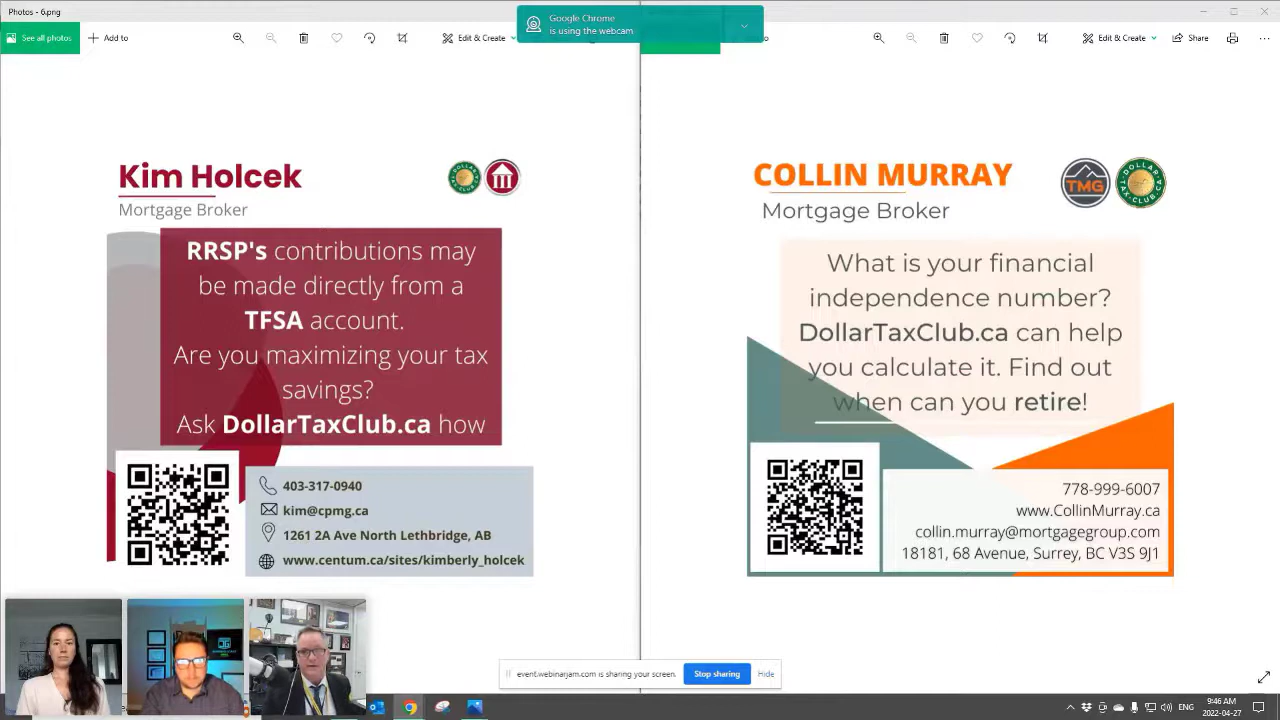 Photos - 6.png
Google Chrome
is using the webcam
See all photos
Add to
Edit & Create
Edit & Create
Share
Kim Holcek
Mortgage Broker
RRSP's contributions may
be made directly from a
TFSA account.
Are you maximizing your tax
savings?
Ask DollarTaxClub.ca how
403-317-0940
kim@cpmg.ca
1261 2A Ave North Lethbridge, AB
www.centum.ca/sites/kimberly_holcek
COLLIN MURRAY
TMG
DOLLAR
TAX-CLUB.CA
Mortgage Broker
What is your financial
independence number?
DollarTaxClub.ca can help
you calculate it. Find out
when can you retire!
778-999-6007
www.CollinMurray.ca
collin.murray@mortgagegroup.com
18181, 68 Avenue, Surrey, BC V3S 9J1
event.webinarjam.com is sharing your screen.
Stop sharing
Hide
9:46 AM
2022-04-27